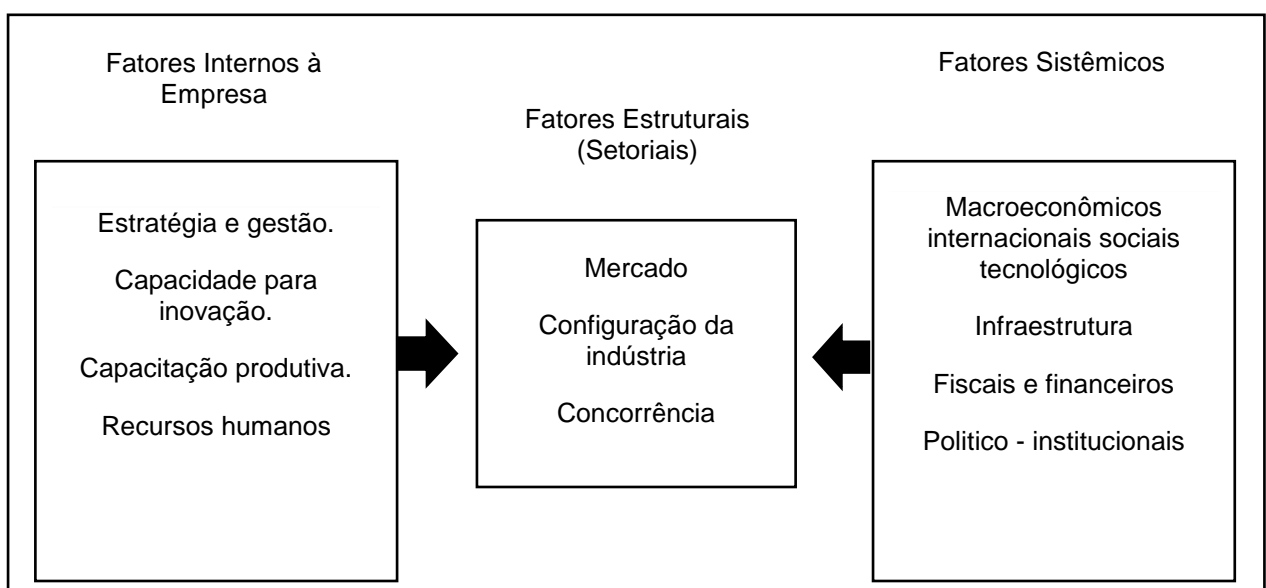 Fatores Internos à
Empresa
Estratégia e gestão.
Capacidade para
inovação.
Capacitação produtiva.
Recursos humanos
Fatores Estruturais
(Setoriais)
Mercado
Configuração da
indústria
Concorrência
Fatores Sistêmicos
Macroeconômicos
internacionais sociais
tecnológicos
Infraestrutura
Fiscais e financeiros
Politico - institucionais